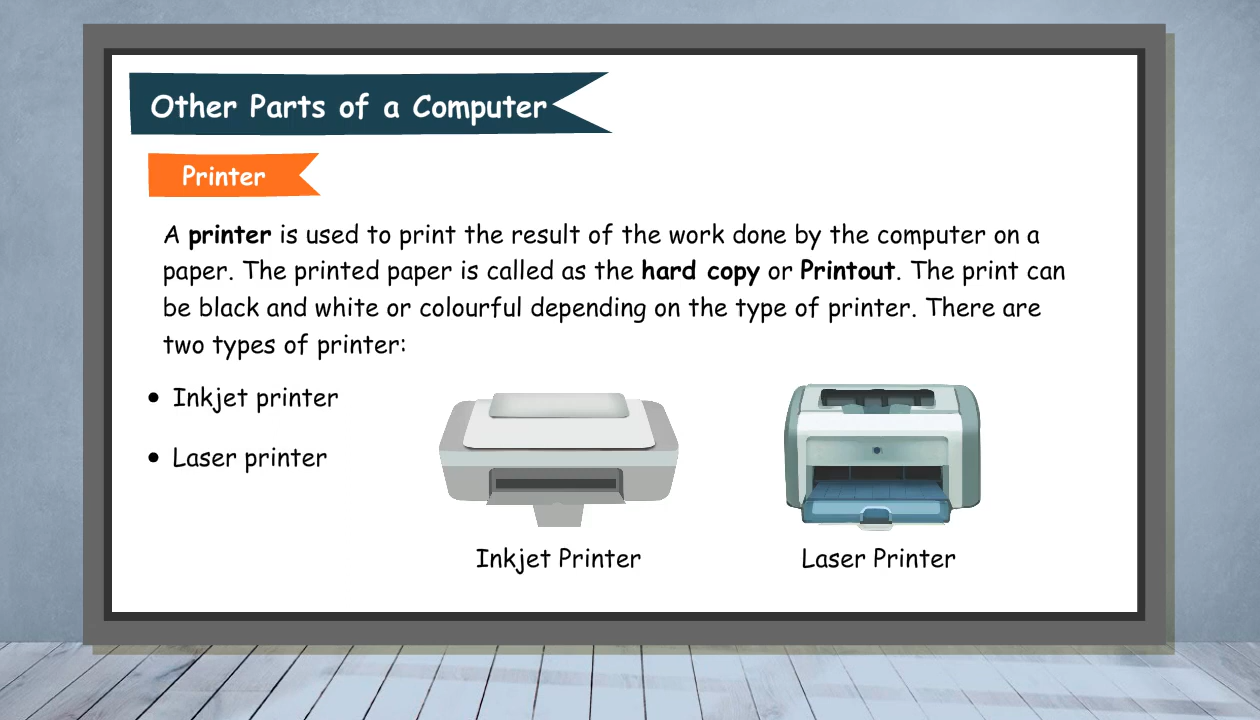 Other Parts of a Computer
Printer
A printer is used to print the result of the work done by the computer on a
paper. The printed paper is called as the hard copy or Printout. The print can
be black and white or colourful depending on the type of printer. There are
two types of printer:
• Inkjet printer
• Laser printer
Inkjet Printer
Laser Printer